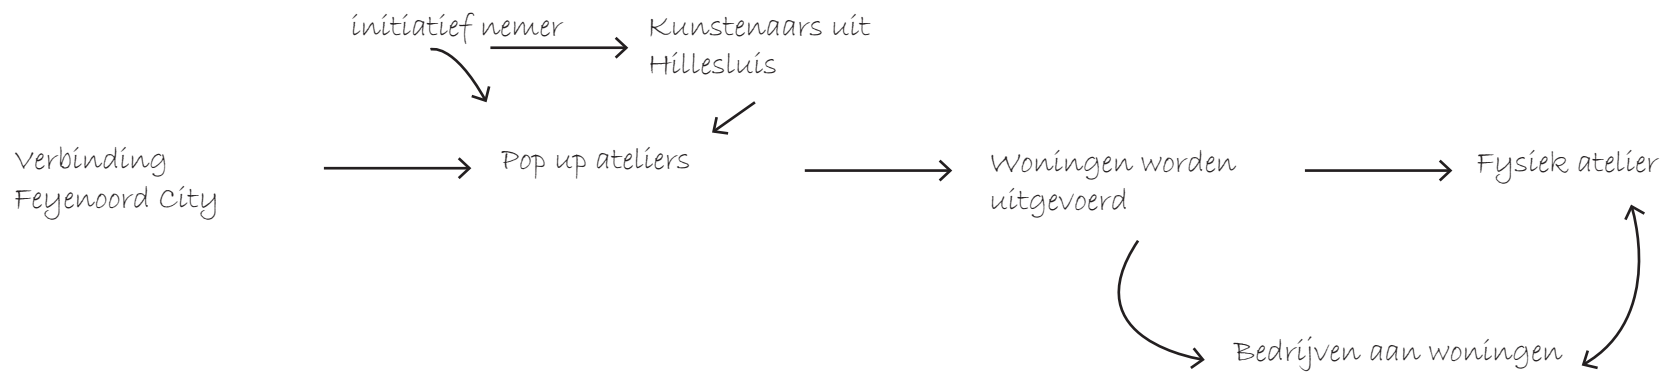 initiatief nemer
Kunstenaars uit
Hillesluis
Verbinding
Feyenoord City
Pop up ateliers
Woningen worden
uitgevoerd
Fysiek atelier
Bedrijven aan woningen